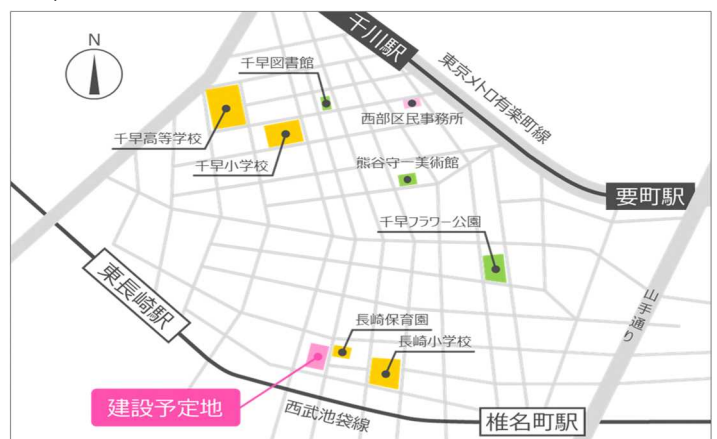 N
千川駅
東京メトロ有楽町線
千早図書館
西部区民事務所
千早高等学校
千早小学校
熊谷守一美術館
要町駅
千早フラワー公園
東長崎駅
山手通り
長崎保育園
長崎小学校
建設予定地
西武池袋線
椎名町駅